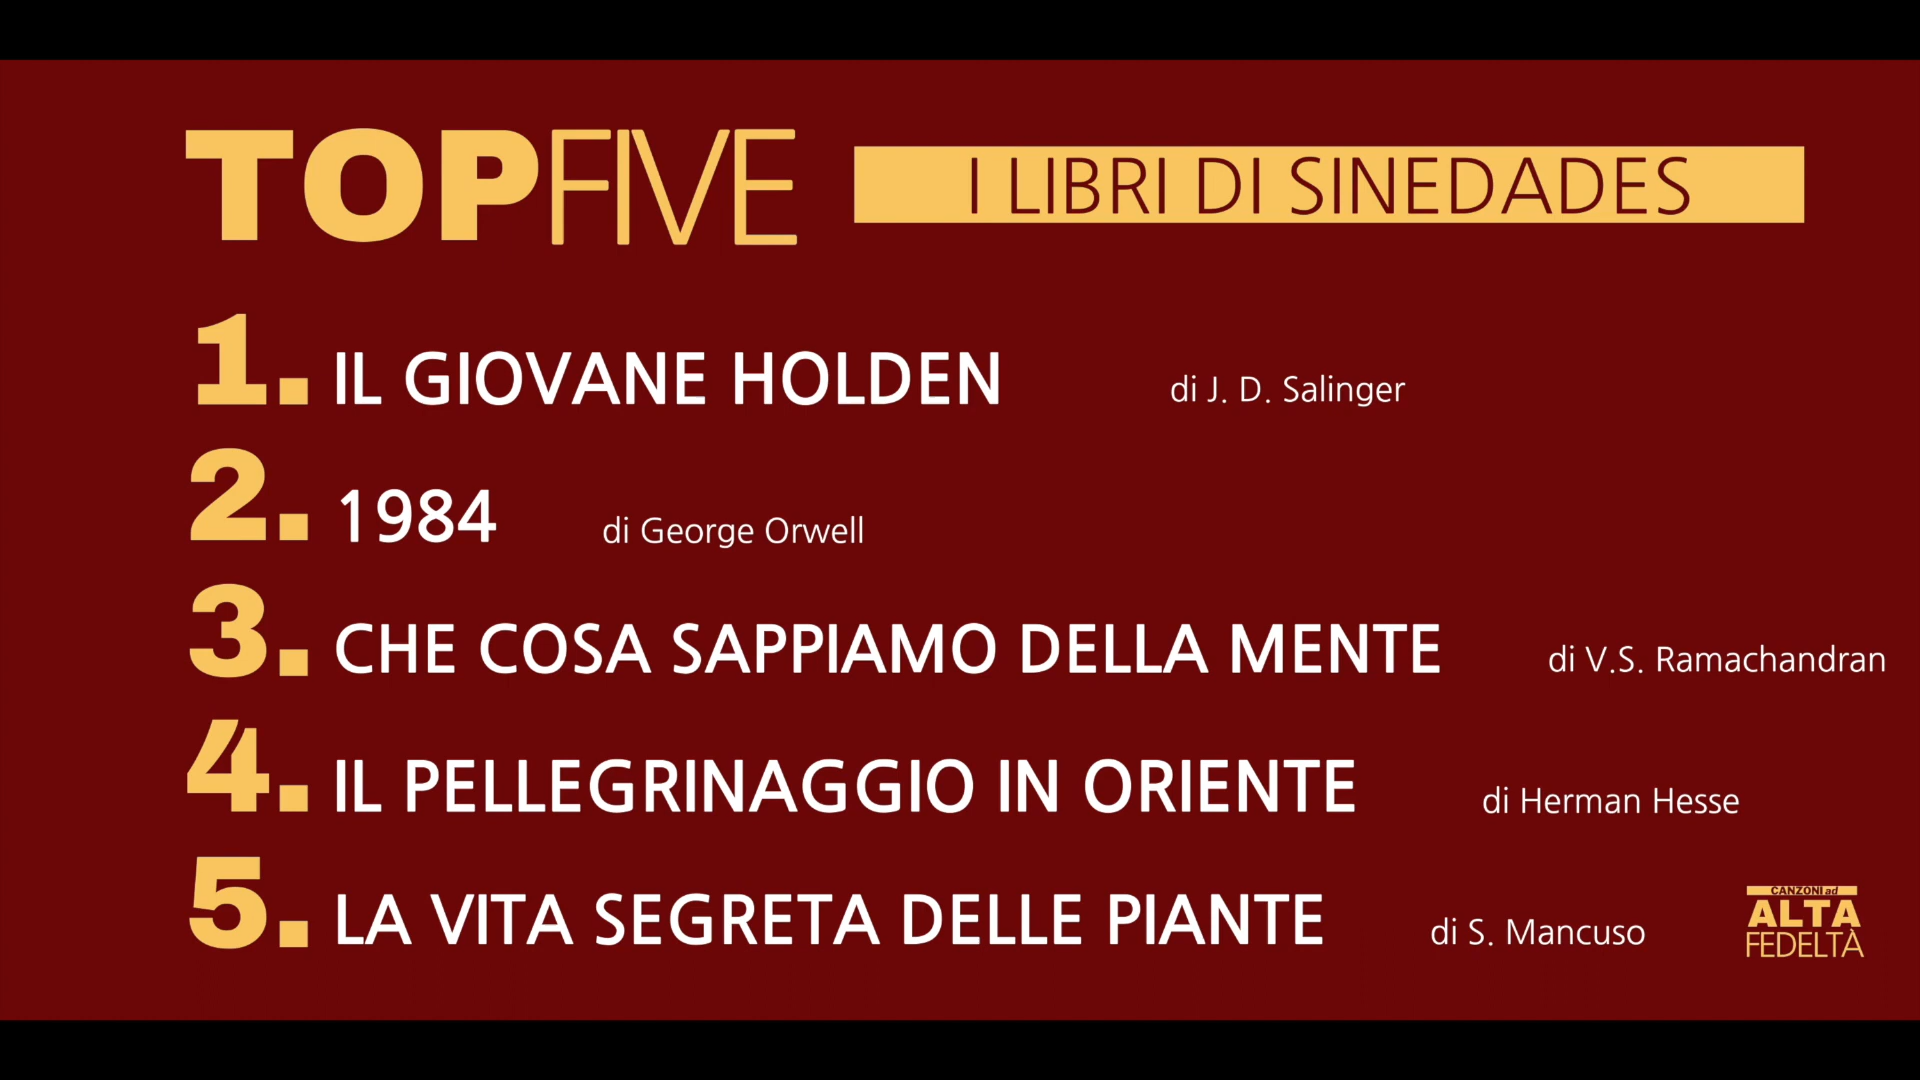 TOPFIVE I LIBRI DI SINEDADES
1. IL GIOVANE HOLDEN di J. D. Salinger
2. 1984 di George Orwell
3. CHE COSA SAPPIAMO DELLA MENTE di V.S. Ramachandran
4. IL PELLEGRINAGGIO IN ORIENTE di Herman Hesse
5. LA VITA SEGRETA DELLE PIANTE di S. Mancuso
CANZONI ad
ALTA
FEDELTÀ